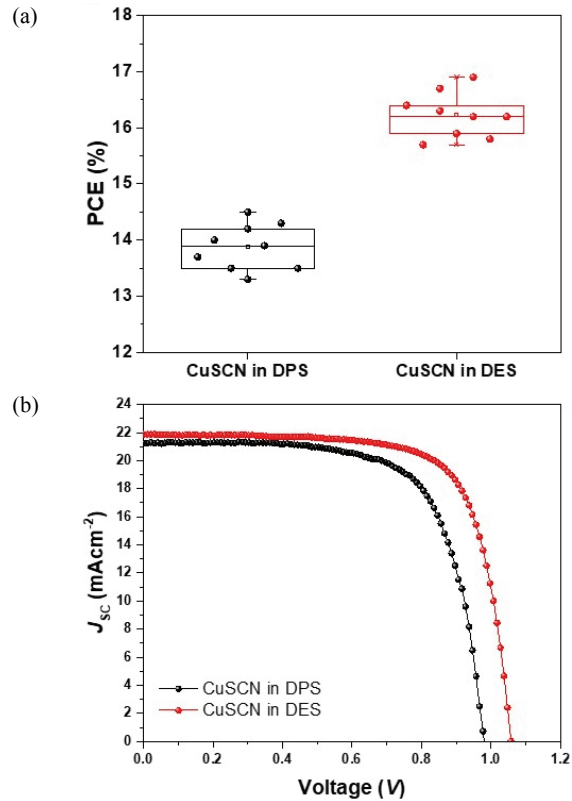 (a)
18
17
16
15
14
13
12
PCE (%)
CuSCN in DPS
CuSCN in DES
(b)
24
22
20
18
16
14
12
10
8
6
4
2
0
J_SC (mAcm⁻²)
CuSCN in DPS
CuSCN in DES
0.0 0.2 0.4 0.6 0.8 1.0 1.2
Voltage (V)